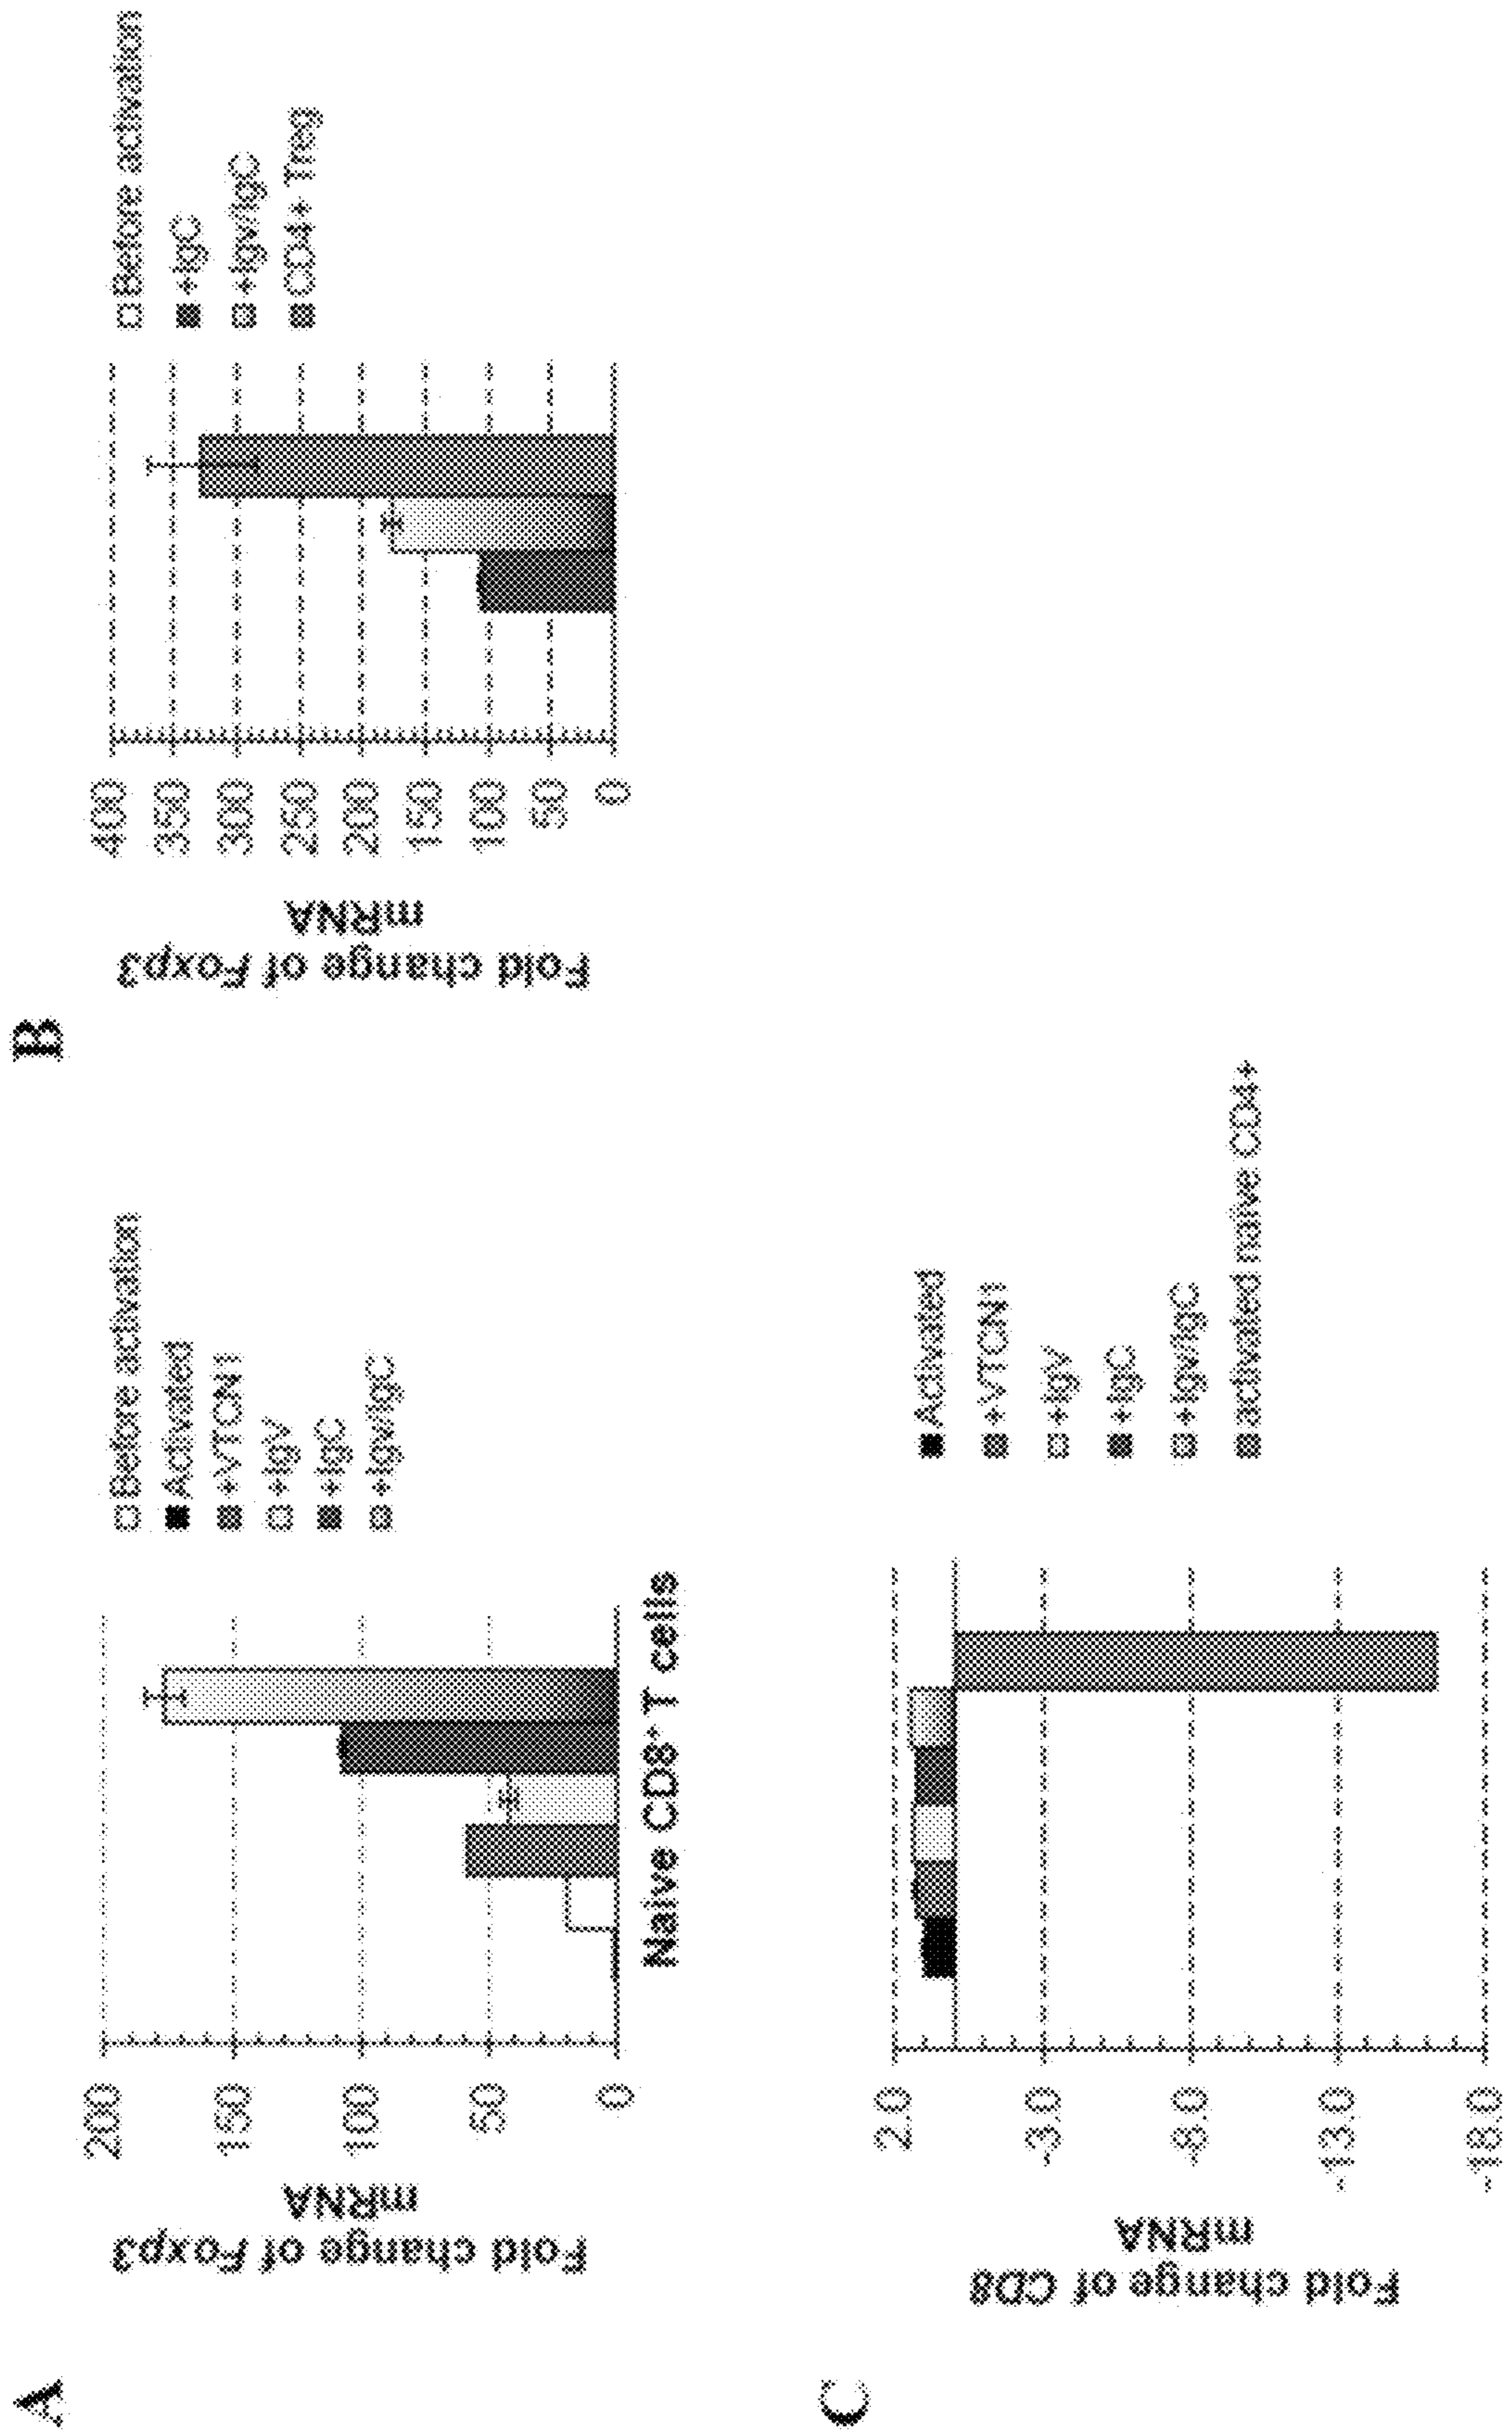 A
Fold change of Foxp3
mRNA
200
150
100
50
0
Naive CD8+ T cells
Before activation
Activated
+VTCN1
+IgV
+IgC
+Igv/IgC
B
Fold change of Foxp3
mRNA
400
350
300
250
200
150
100
50
0
Before activation
+IgC
+Igv/IgC
CD4+ Treg
C
Fold change of CD8
mRNA
2.0
-3.0
-8.0
-13.0
-18.0
Activated
+VTCN1
+IgV
+IgC
+Igv/IgC
activated naive CD4+